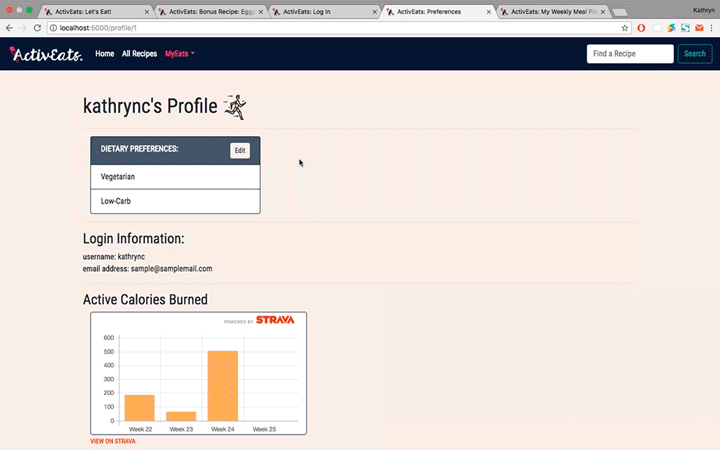 ActivEats: Let's Eat!
ActivEats: Bonus Recipe: Egg
ActivEats: Log In
ActivEats: Preferences
ActivEats: My Weekly Meal Pla
Kathryn
localhost:5000/profile/1
ActivEats.
Home
All Recipes
MyEats
Find a Recipe
Search
kathrync's Profile
DIETARY PREFERENCES:
Edit
Vegetarian
Low-Carb
Login Information:
username: kathrync
email address: sample@samplemail.com
Active Calories Burned
POWERED BY STRAVA
600
500
400
300
200
100
0
Week 22
Week 23
Week 24
Week 25
VIEW ON STRAVA